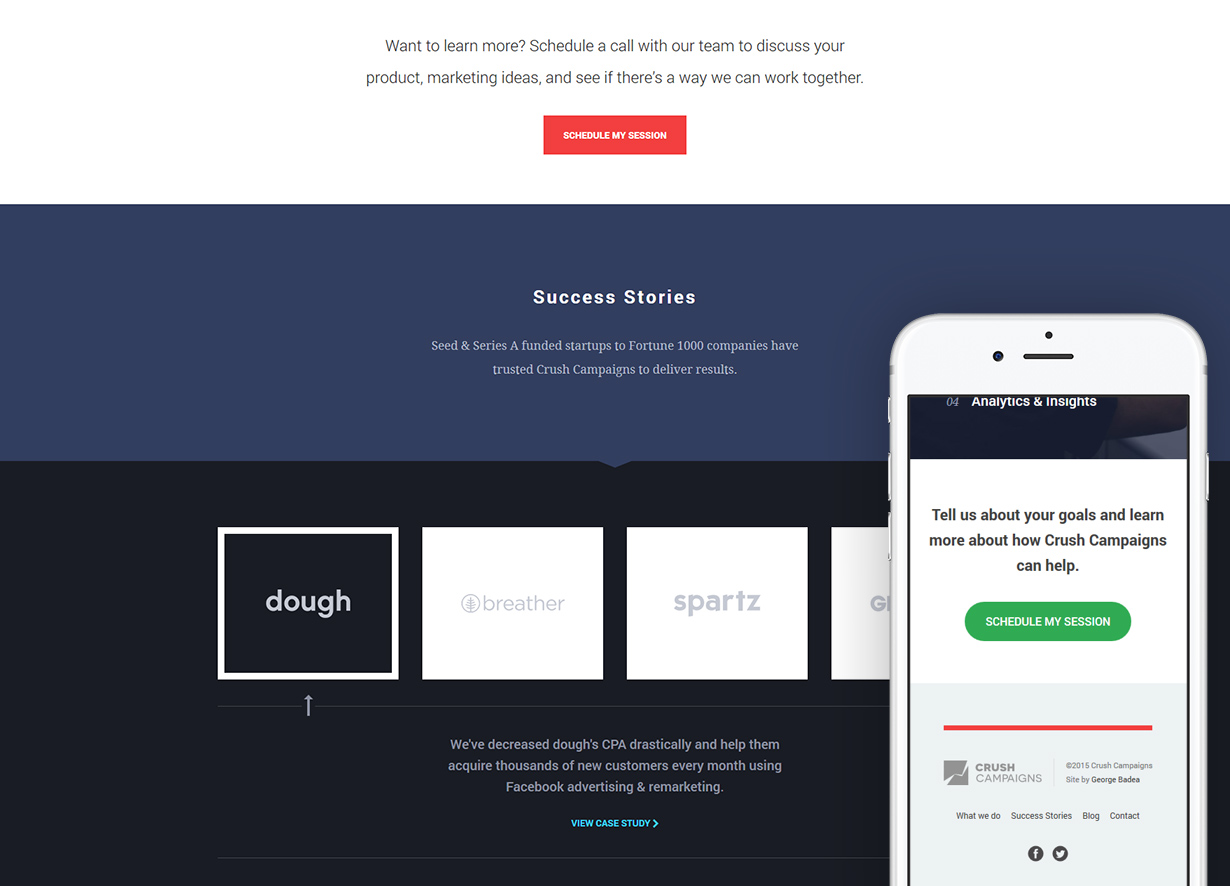 Want to learn more? Schedule a call with our team to discuss your
product, marketing ideas, and see if there's a way we can work together.
SCHEDULE MY SESSION
Success Stories
Seed & Series A funded startups to Fortune 1000 companies have
trusted Crush Campaigns to deliver results.
dough
breather
spartz
We've decreased dough's CPA drastically and help them
acquire thousands of new customers every month using
Facebook advertising & remarketing.
VIEW CASE STUDY
04 Analytics & Insights
Tell us about your goals and learn
more about how Crush Campaigns
can help.
SCHEDULE MY SESSION
CRUSH
CAMPAIGNS
©2015 Crush Campaigns
Site by George Badea
What we do Success Stories Blog Contact